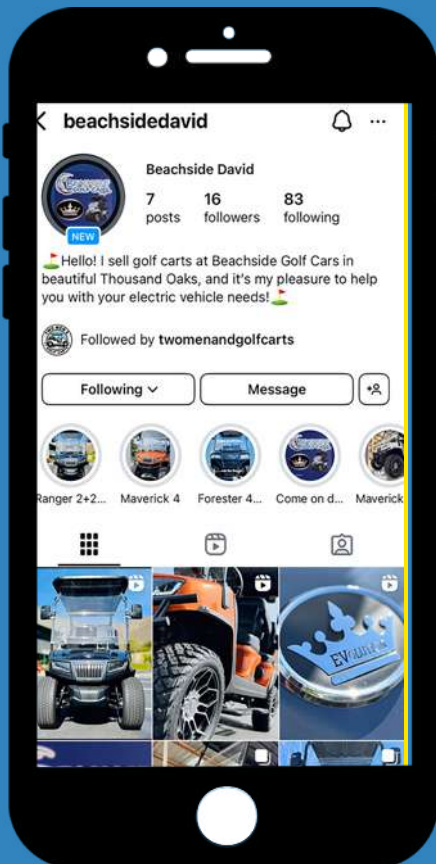 beachsidedavid
Beachside David
7
16
83
posts
followers
following
NEW
Hello! I sell golf carts at Beachside Golf Cars in
beautiful Thousand Oaks, and it's my pleasure to help
you with your electric vehicle needs!
Followed by twomenandgolfcarts
Following
Message
Ranger 2+2...
Maverick 4
Forester 4...
Come on d...
Maverick